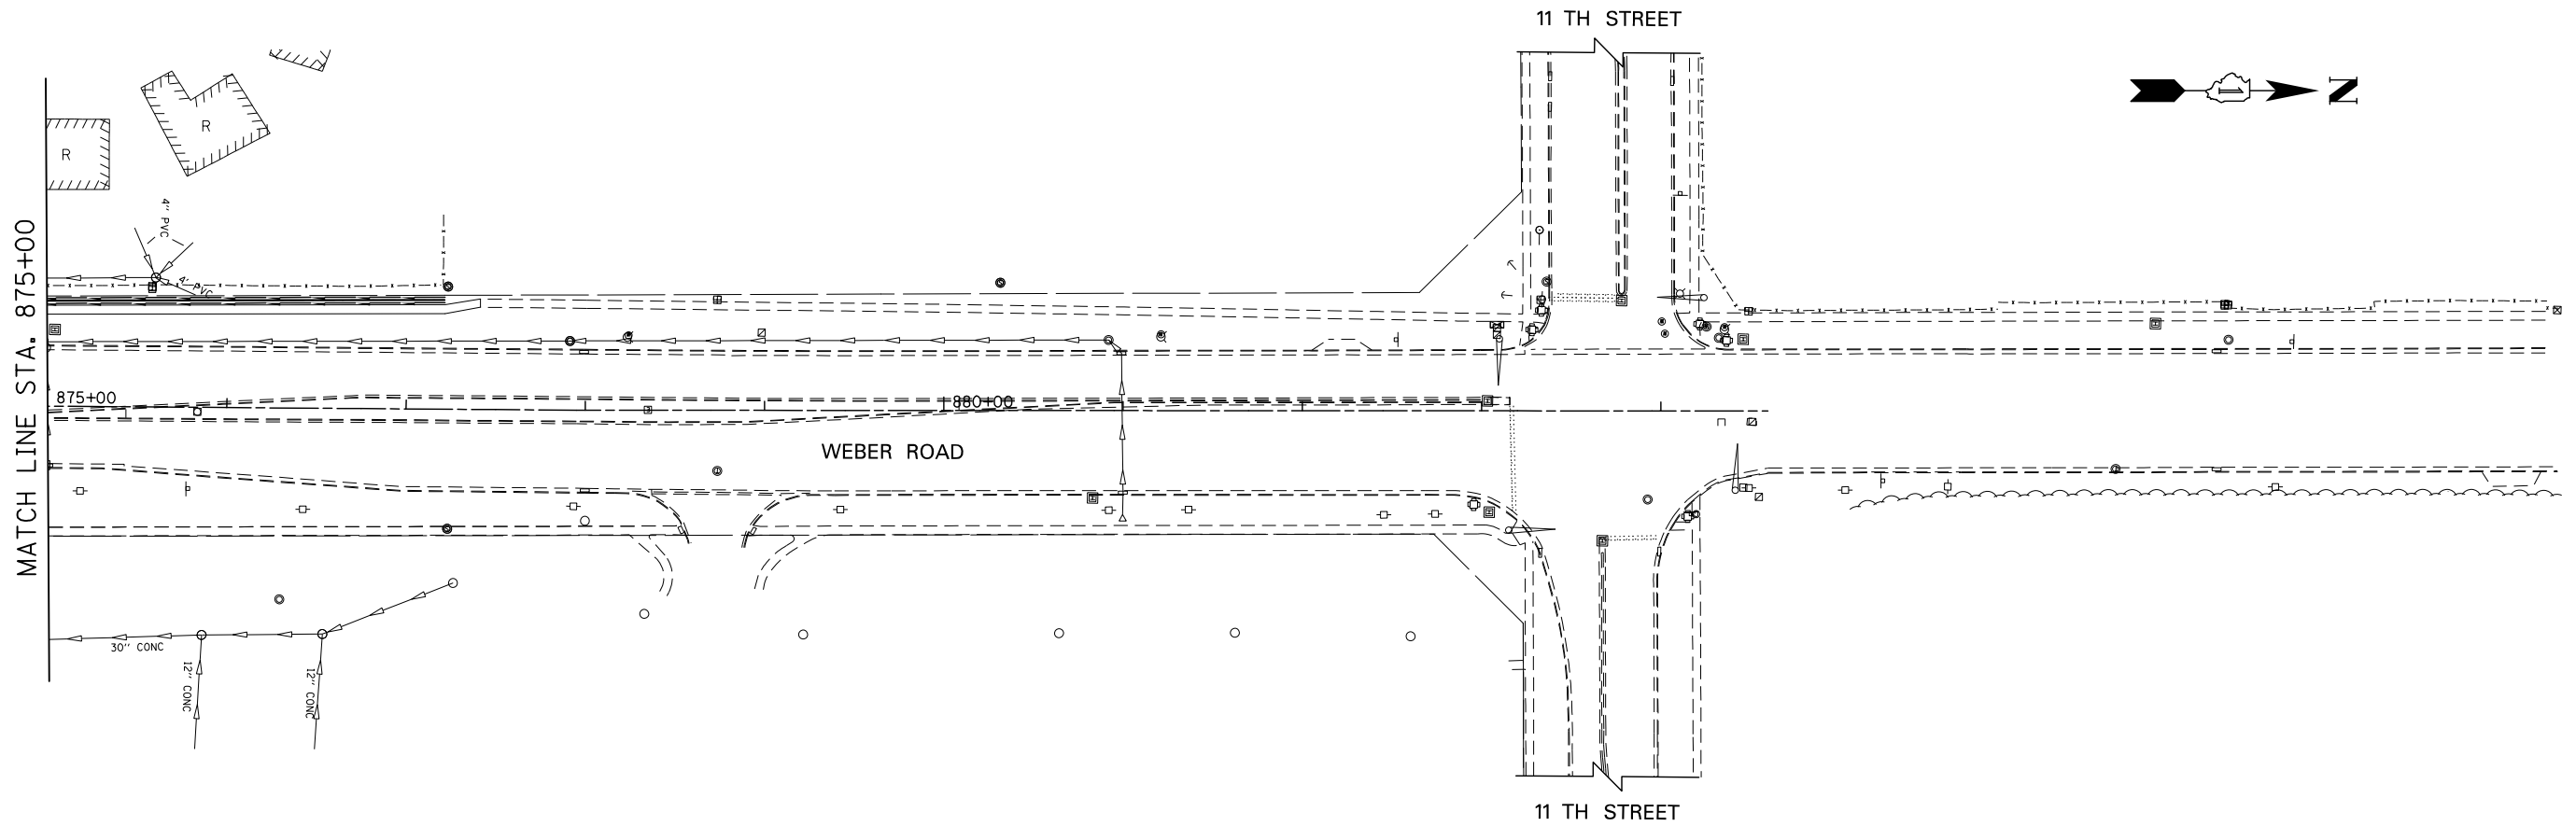 11 TH STREET
N
R
R
4" PVC
4" PVC
MATCH LINE STA. 875+00
875+00
880+00
WEBER ROAD
30" CONC
12" CONC
12" CONC
11 TH STREET